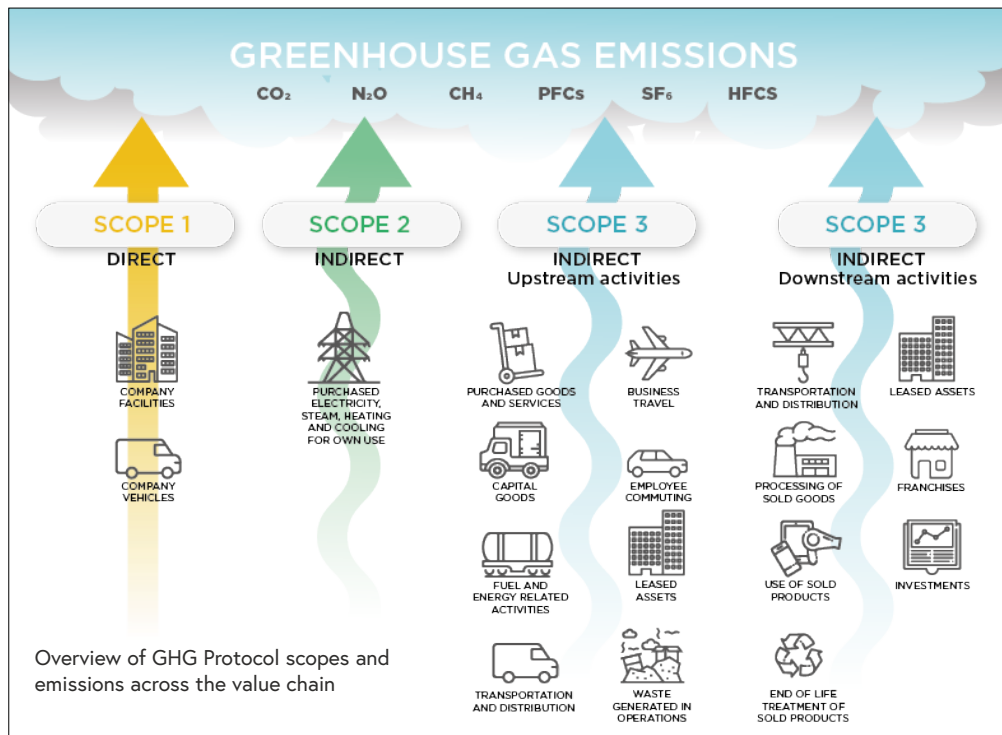 GREENHOUSE GAS EMISSIONS
CO₂ N₂O CH₄ PFCs SF₆ HFCS
SCOPE 1
DIRECT
COMPANY
FACILITIES
COMPANY
VEHICLES
SCOPE 2
INDIRECT
PURCHASED
ELECTRICITY,
STEAM, HEATING
AND COOLING
FOR OWN USE
SCOPE 3
INDIRECT
Upstream activities
PURCHASED GOODS
AND SERVICES
BUSINESS
TRAVEL
CAPITAL
GOODS
EMPLOYEE
COMMUTING
FUEL AND
ENERGY RELATED
ACTIVITIES
LEASED
ASSETS
TRANSPORTATION
AND DISTRIBUTION
WASTE
GENERATED IN
OPERATIONS
SCOPE 3
INDIRECT
Downstream activities
TRANSPORTATION
AND DISTRIBUTION
LEASED ASSETS
PROCESSING OF
SOLD GOODS
FRANCHISES
USE OF SOLD
PRODUCTS
INVESTMENTS
END OF LIFE
TREATMENT OF
SOLD PRODUCTS
Overview of GHG Protocol scopes and
emissions across the value chain